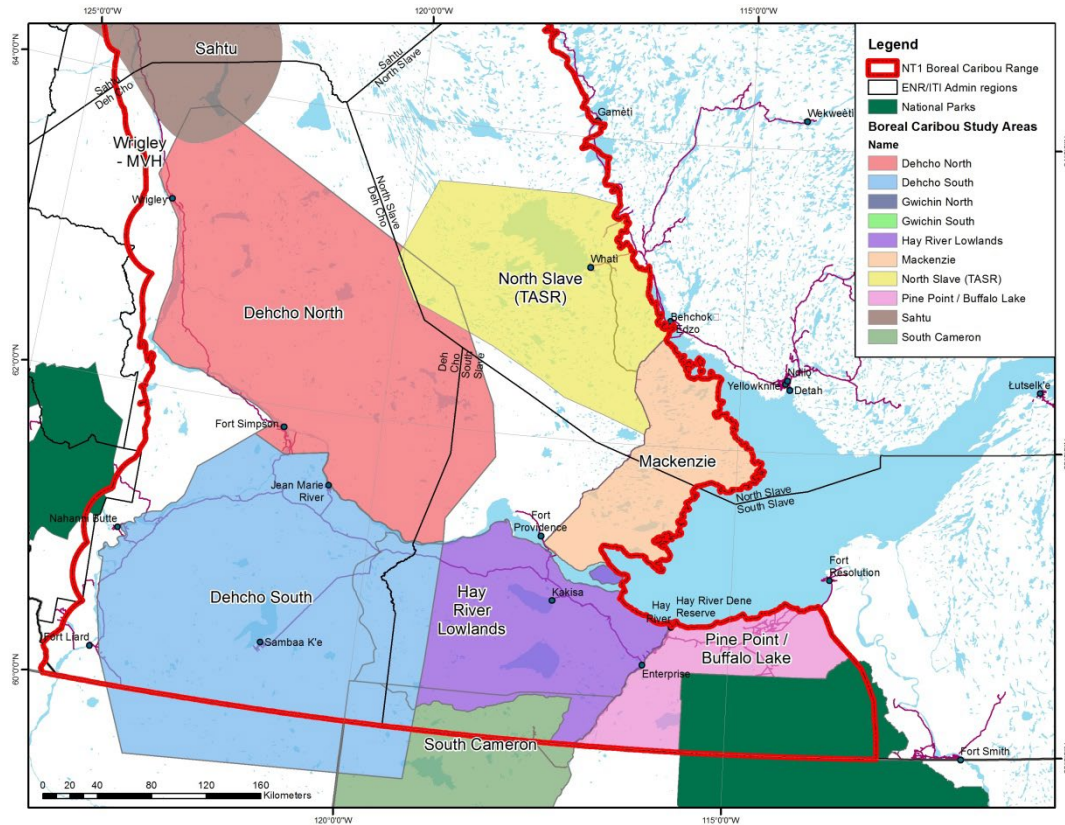 125°0'0"W
120°0'0"W
115°0'0"W
64°0'0"N
62°0'0"N
60°0'0"N
Sahtu
Sahtu
Deh Cho
Sahtu
North Slave
Wrigley
- MVH
Wrigley
North Slave
Deh Cho
Gamètì
Wekweètì
Whatì
North Slave
(TASR)
Dehcho North
Behchok
Edzo
Deh
Cho
South
Slave
Yellowknife
Ndilo
Detah
Łutselk'e
Fort Simpson
Mackenzie
Jean Marie
River
North Slave
South Slave
Nahanni Butte
Fort
Providence
Fort
Resolution
Dehcho South
Hay
River
Lowlands
Kakisa
Hay
River
Hay River Dene
Reserve
Fort Liard
Sambaa K'e
Pine Point /
Buffalo Lake
Enterprise
South Cameron
Fort Smith
0 20 40 80 120 160
Kilometers
120°0'0"W
115°0'0"W
Legend
NT1 Boreal Caribou Range
ENR/ITI Admin regions
National Parks
Boreal Caribou Study Areas
Name
Dehcho North
Dehcho South
Gwichin North
Gwichin South
Hay River Lowlands
Mackenzie
North Slave (TASR)
Pine Point / Buffalo Lake
Sahtu
South Cameron